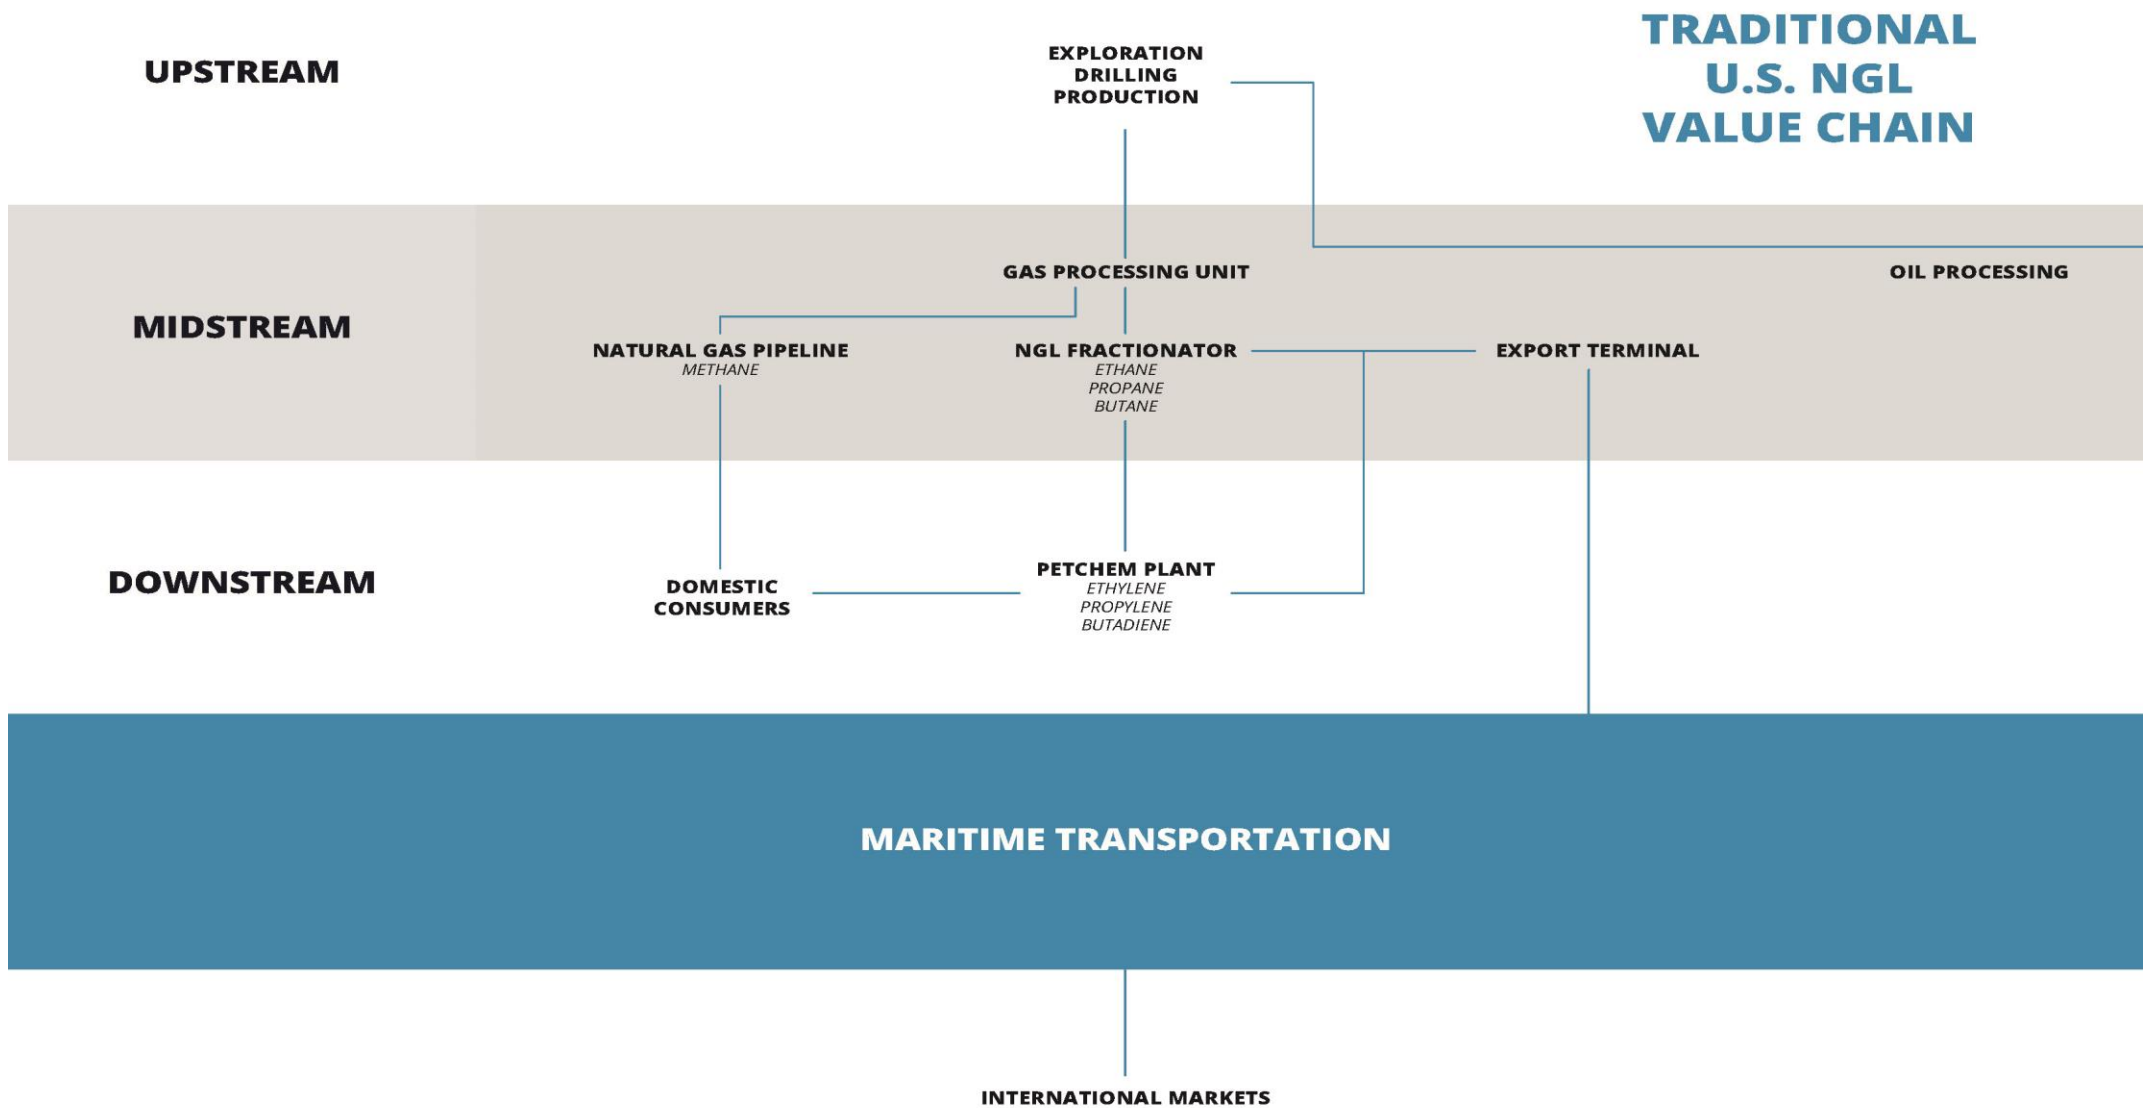 TRADITIONAL
U.S. NGL
VALUE CHAIN
UPSTREAM
EXPLORATION
DRILLING
PRODUCTION
MIDSTREAM
GAS PROCESSING UNIT
OIL PROCESSING
NATURAL GAS PIPELINE
METHANE
NGL FRACTIONATOR
ETHANE
PROPANE
BUTANE
EXPORT TERMINAL
DOWNSTREAM
DOMESTIC
CONSUMERS
PETCHEM PLANT
ETHYLENE
PROPYLENE
BUTADIENE
MARITIME TRANSPORTATION
INTERNATIONAL MARKETS